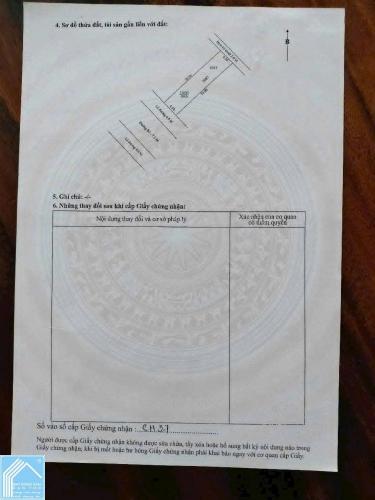 4. Sơ đồ thửa đất, tài sản gắn liền với đất:
B
5. Ghi chú: -/-
6. Những thay đổi sau khi cấp Giấy chứng nhận:
Nội dung thay đổi và cơ sở pháp lý
Xác nhận của cơ quan
có thẩm quyền
Số vào sổ cấp Giấy chứng nhận :
Người được cấp Giấy chứng nhận không được sửa chữa, tẩy xóa hoặc bổ sung bất kỳ nội dung nào trong
Giấy chứng nhận; khi bị mất hoặc hư hỏng Giấy chứng nhận phải khai báo ngay với cơ quan cấp Giấy.